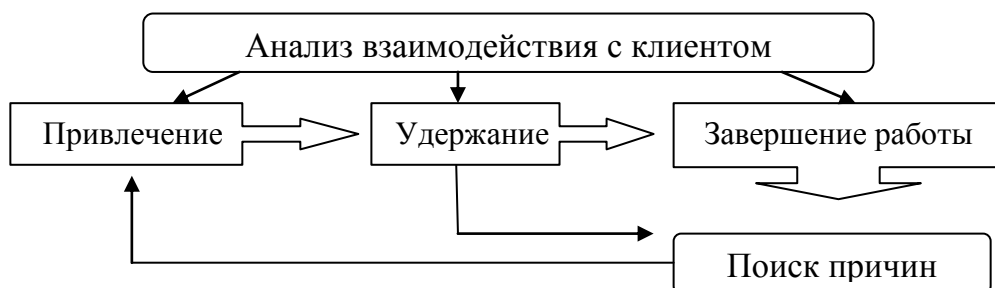 Анализ взаимодействия с клиентом
Привлечение
Удержание
Завершение работы
Поиск причин